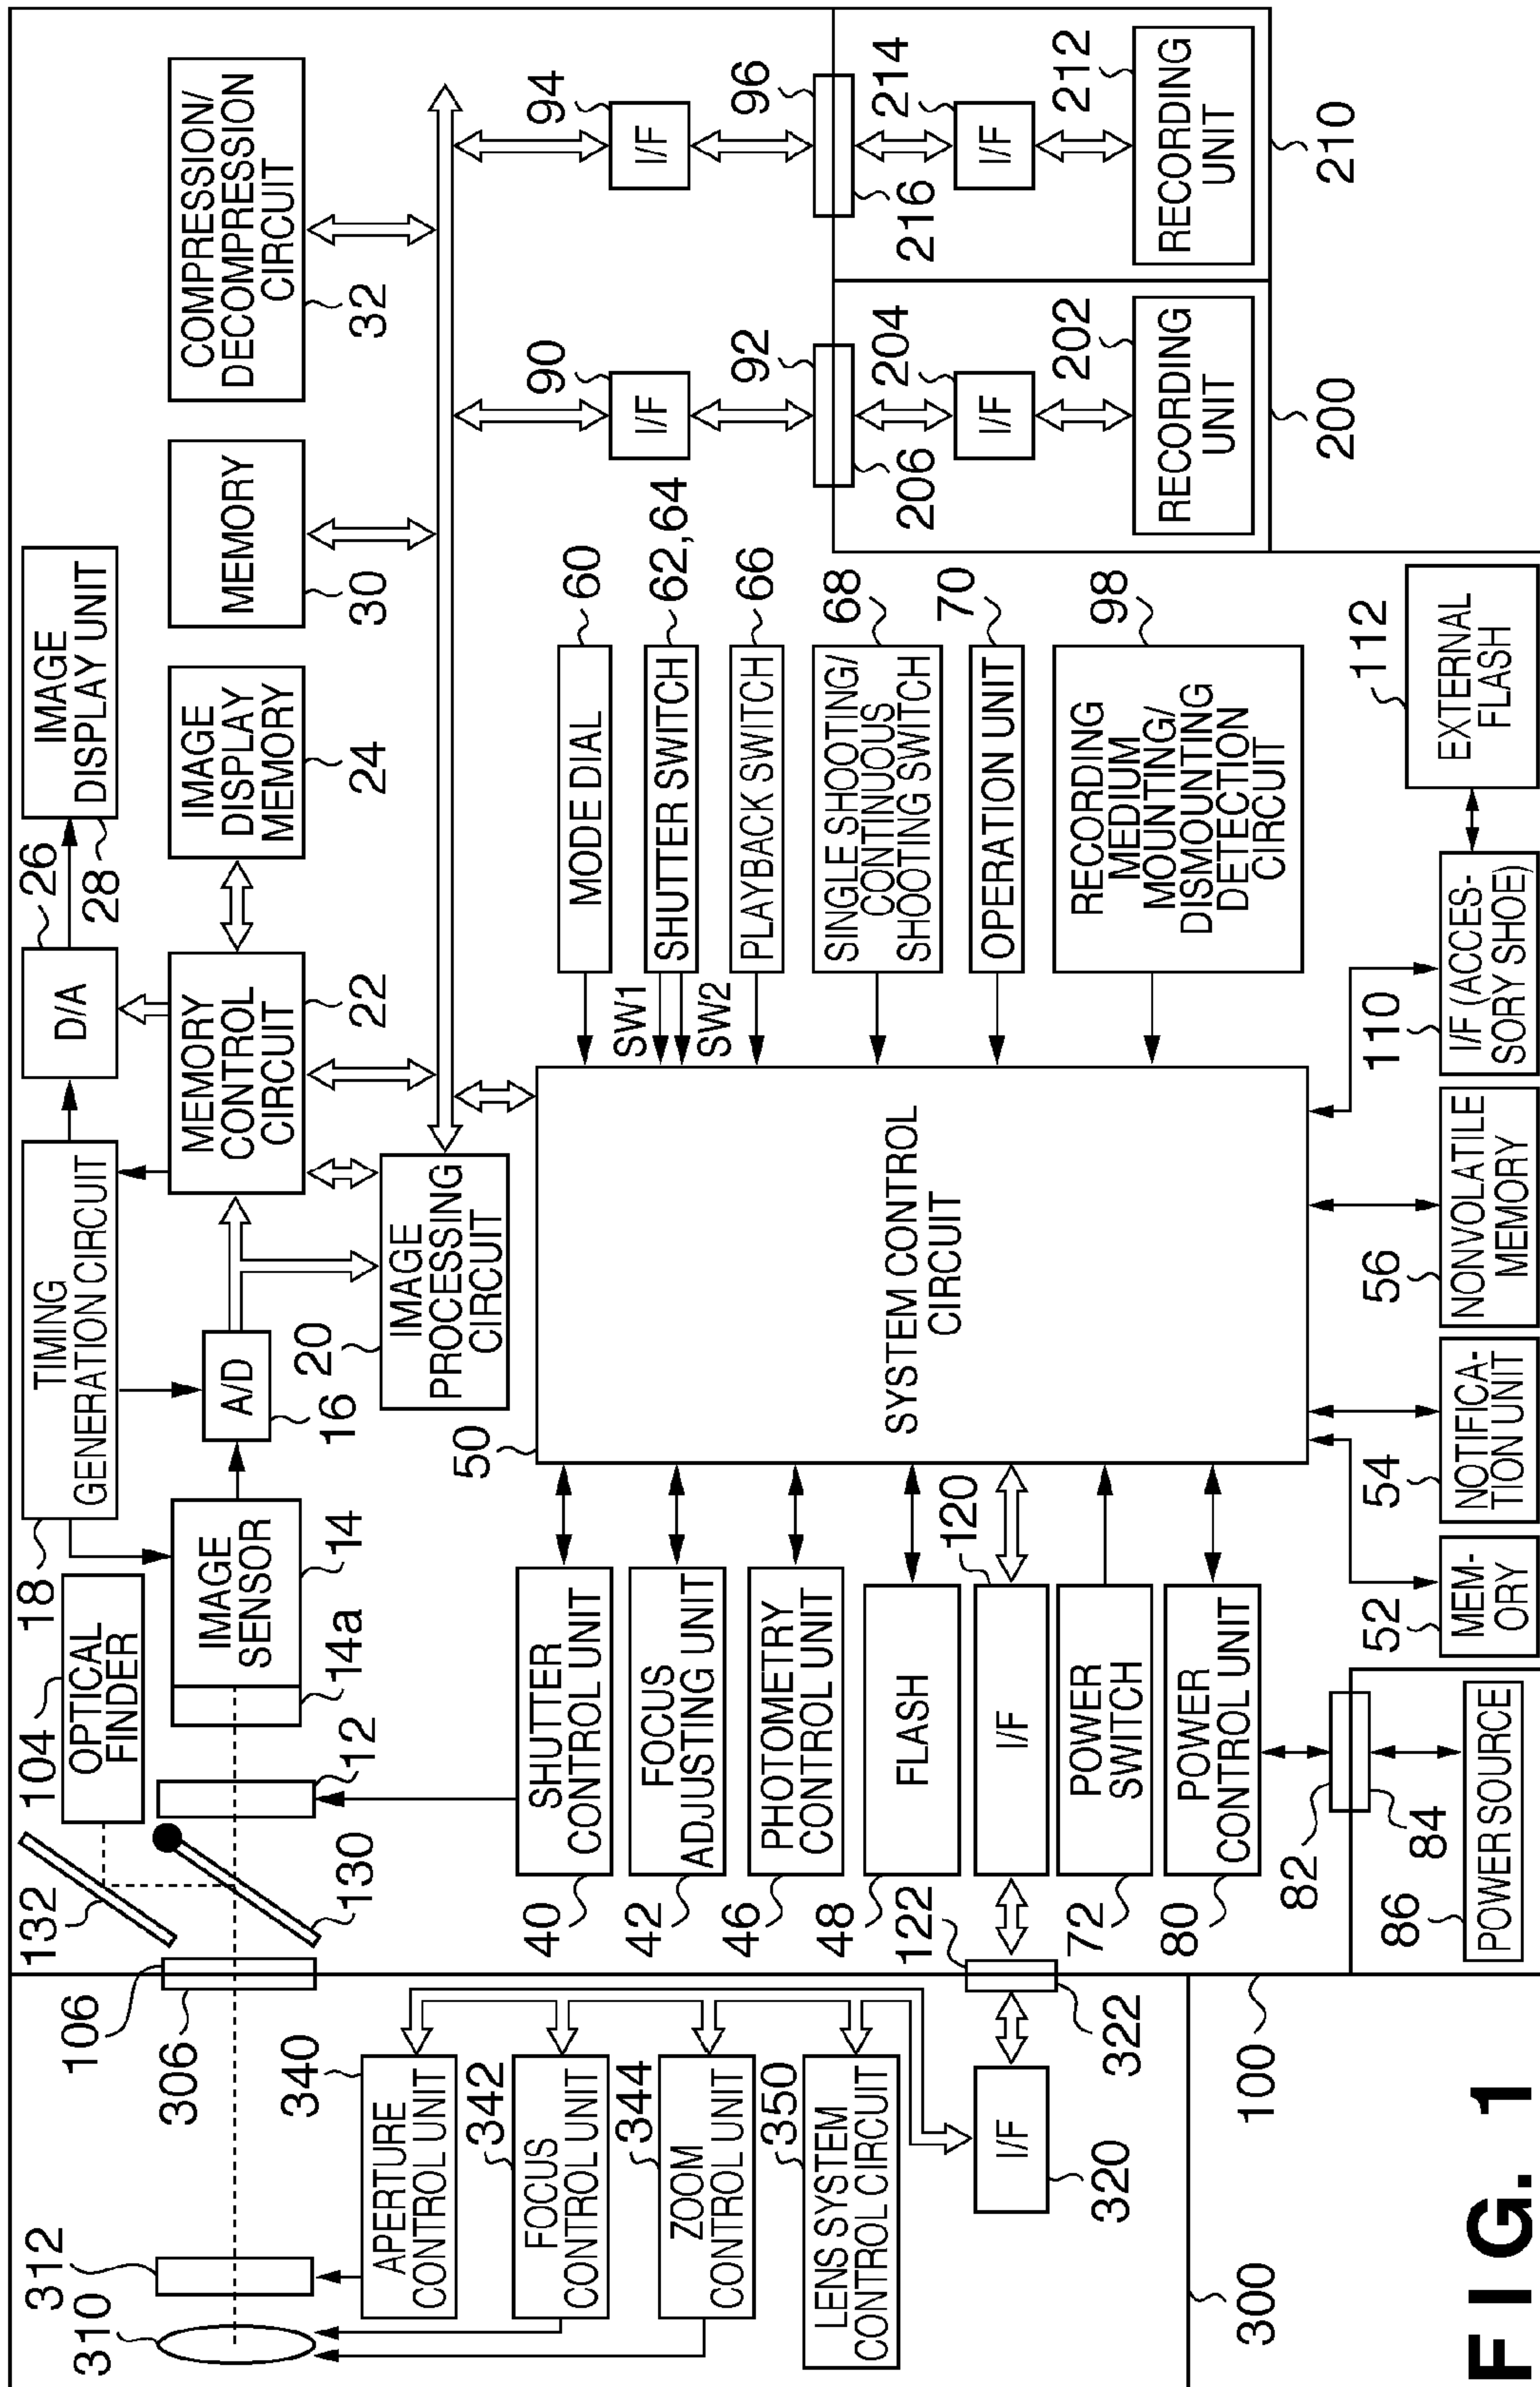 FIG. 1
310
312
306
106
132
130
104
OPTICAL
FINDER
12
14a
14
IMAGE
SENSOR
18
TIMING
GENERATION CIRCUIT
16
A/D
26
D/A
28
IMAGE
DISPLAY UNIT
22
MEMORY
CONTROL
CIRCUIT
24
IMAGE
DISPLAY
MEMORY
30
MEMORY
32
COMPRESSION/
DECOMPRESSION
CIRCUIT
20
IMAGE
PROCESSING
CIRCUIT
340
APERTURE
CONTROL UNIT
342
FOCUS
CONTROL UNIT
344
ZOOM
CONTROL UNIT
350
LENS SYSTEM
CONTROL CIRCUIT
320
I/F
322
122
300
100
40
SHUTTER
CONTROL UNIT
42
FOCUS
ADJUSTING UNIT
46
PHOTOMETRY
CONTROL UNIT
48
FLASH
120
I/F
72
POWER
SWITCH
80
POWER
CONTROL UNIT
82
84
86
POWER SOURCE
50
SYSTEM CONTROL
CIRCUIT
60
MODE DIAL
SW1
62,64
SHUTTER SWITCH
SW2
66
PLAYBACK SWITCH
68
SINGLE SHOOTING/
CONTINUOUS
SHOOTING SWITCH
70
OPERATION UNIT
98
RECORDING
MEDIUM
MOUNTING/
DISMOUNTING
DETECTION
CIRCUIT
52
MEM-
ORY
54
NOTIFICA-
TION UNIT
56
NONVOLATILE
MEMORY
110
I/F (ACCES-
SORY SHOE)
112
EXTERNAL
FLASH
90
I/F
92
206
204
I/F
202
RECORDING
UNIT
200
94
I/F
96
216
214
I/F
212
RECORDING
UNIT
210